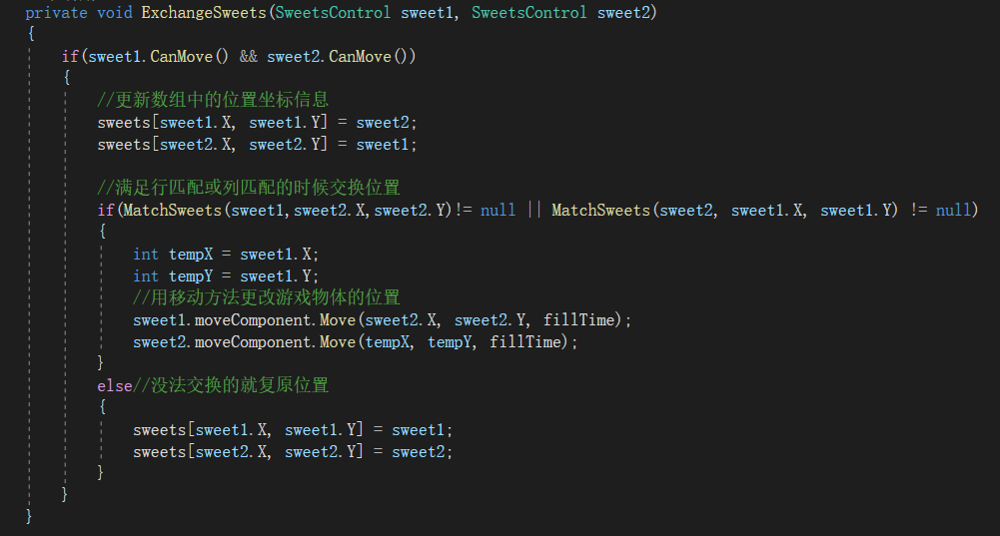 private void ExchangeSweets(SweetsControl sweet1, SweetsControl sweet2)
{
if(sweet1.CanMove() && sweet2.CanMove())
{
//更新数组中的位置坐标信息
sweets[sweet1.X, sweet1.Y] = sweet2;
sweets[sweet2.X, sweet2.Y] = sweet1;
//满足行匹配或列匹配的时候交换位置
if(MatchSweets(sweet1,sweet2.X,sweet2.Y)!= null || MatchSweets(sweet2, sweet1.X, sweet1.Y) != null)
{
int tempX = sweet1.X;
int tempY = sweet1.Y;
//用移动方法更改游戏物体的位置
sweet1.moveComponent.Move(sweet2.X, sweet2.Y, fillTime);
sweet2.moveComponent.Move(tempX, tempY, fillTime);
}
else//没法交换的就复原位置
{
sweets[sweet1.X, sweet1.Y] = sweet1;
sweets[sweet2.X, sweet2.Y] = sweet2;
}
}
}